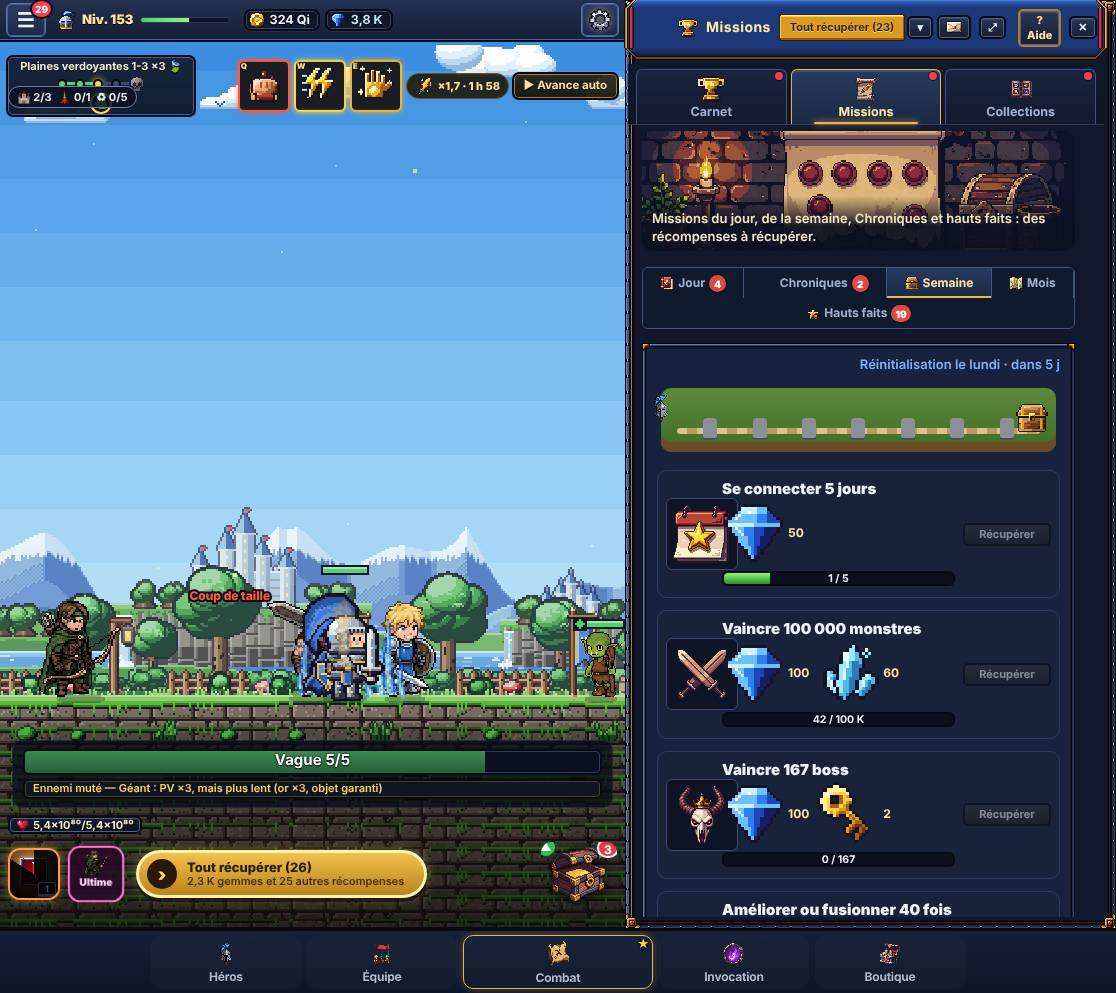 29
Niv. 153
324 Qi
3,8 K
Plaines verdoyantes 1-3 ×3
2/3 0/1 0/5
Q
W
E
×1,7 · 1 h 58
Avance auto
Coup de taille
Vague 5/5
Ennemi muté — Géant : PV ×3, mais plus lent (or ×3, objet garanti)
5,4×10⁸⁰/5,4×10⁸⁰
1
Ultime
Tout récupérer (26)
2,3 K gemmes et 25 autres récompenses
3
Missions
Tout récupérer (23)
?
Aide
Carnet
Missions
Collections
Missions du jour, de la semaine, Chroniques et hauts faits : des
récompenses à récupérer.
Jour 4
Chroniques 2
Semaine
Mois
Hauts faits 19
Réinitialisation le lundi · dans 5 j
Se connecter 5 jours
50
Récupérer
1 / 5
Vaincre 100 000 monstres
100
60
Récupérer
42 / 100 K
Vaincre 167 boss
100
2
Récupérer
0 / 167
Améliorer ou fusionner 40 fois
Héros
Équipe
Combat
Invocation
Boutique